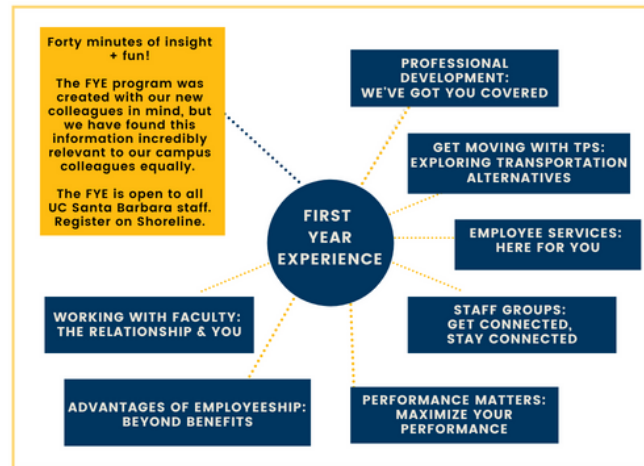 Forty minutes of insight
+ fun!
The FYE program was
created with our new
colleagues in mind, but
we have found this
information incredibly
relevant to our campus
colleagues equally.
The FYE is open to all
UC Santa Barbara staff.
Register on Shoreline.
PROFESSIONAL
DEVELOPMENT:
WE'VE GOT YOU COVERED
GET MOVING WITH TPS:
EXPLORING TRANSPORTATION
ALTERNATIVES
FIRST
YEAR
EXPERIENCE
EMPLOYEE SERVICES:
HERE FOR YOU
STAFF GROUPS:
GET CONNECTED,
STAY CONNECTED
WORKING WITH FACULTY:
THE RELATIONSHIP & YOU
ADVANTAGES OF EMPLOYEESHIP:
BEYOND BENEFITS
PERFORMANCE MATTERS:
MAXIMIZE YOUR
PERFORMANCE